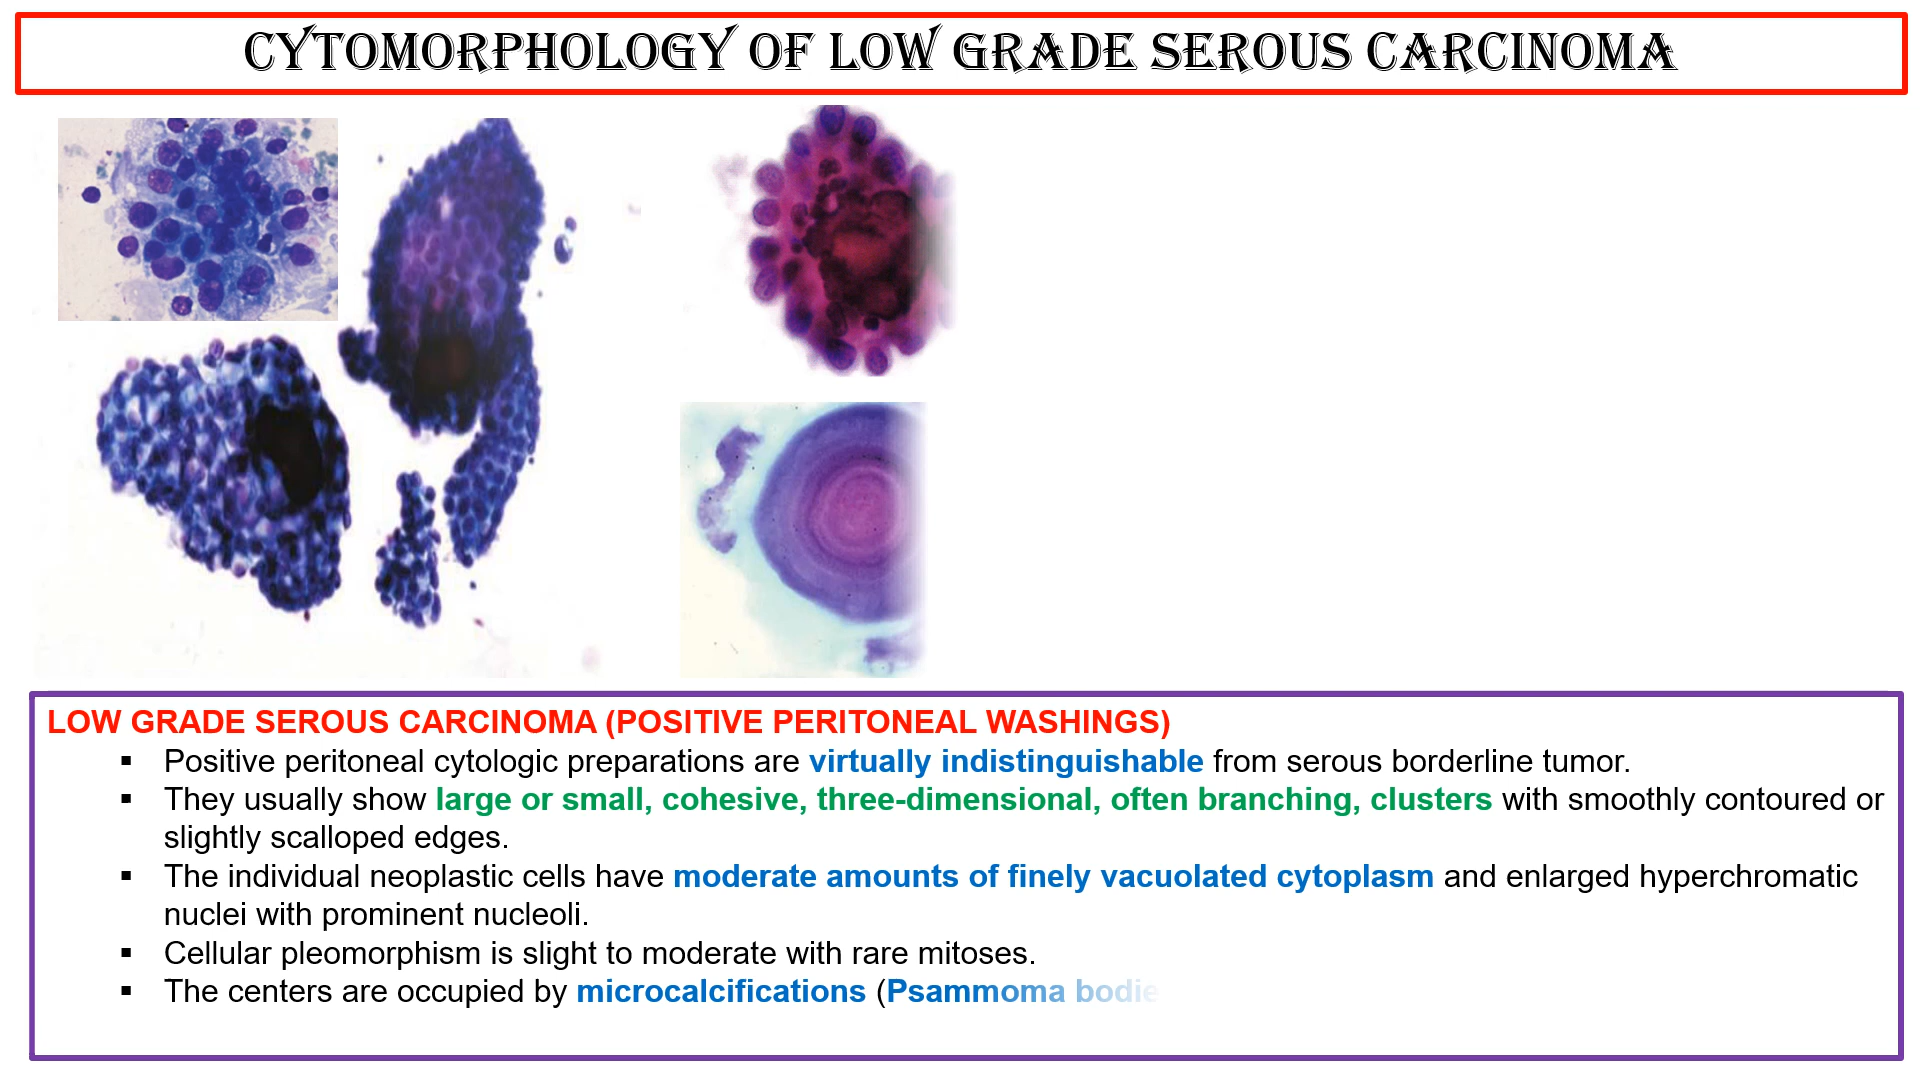 CYTOMORPHOLOGY OF LOW GRADE SEROUS CARCINOMA
LOW GRADE SEROUS CARCINOMA (POSITIVE PERITONEAL WASHINGS)
▪ Positive peritoneal cytologic preparations are virtually indistinguishable from serous borderline tumor.
▪ They usually show large or small, cohesive, three-dimensional, often branching, clusters with smoothly contoured or
slightly scalloped edges.
▪ The individual neoplastic cells have moderate amounts of finely vacuolated cytoplasm and enlarged hyperchromatic
nuclei with prominent nucleoli.
▪ Cellular pleomorphism is slight to moderate with rare mitoses.
▪ The centers are occupied by microcalcifications (Psammoma bodie